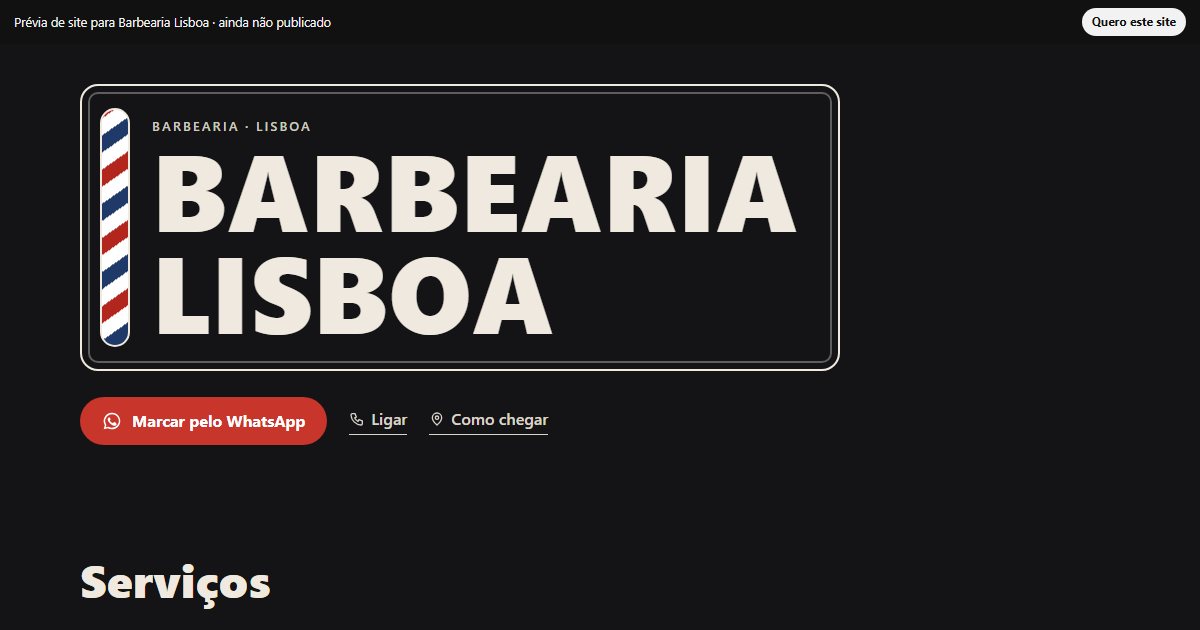 Prévia de site para Barbearia Lisboa · ainda não publicado
Quero este site
BARBEARIA · LISBOA
BARBEARIA
LISBOA
Marcar pelo WhatsApp
Ligar
Como chegar
Serviços